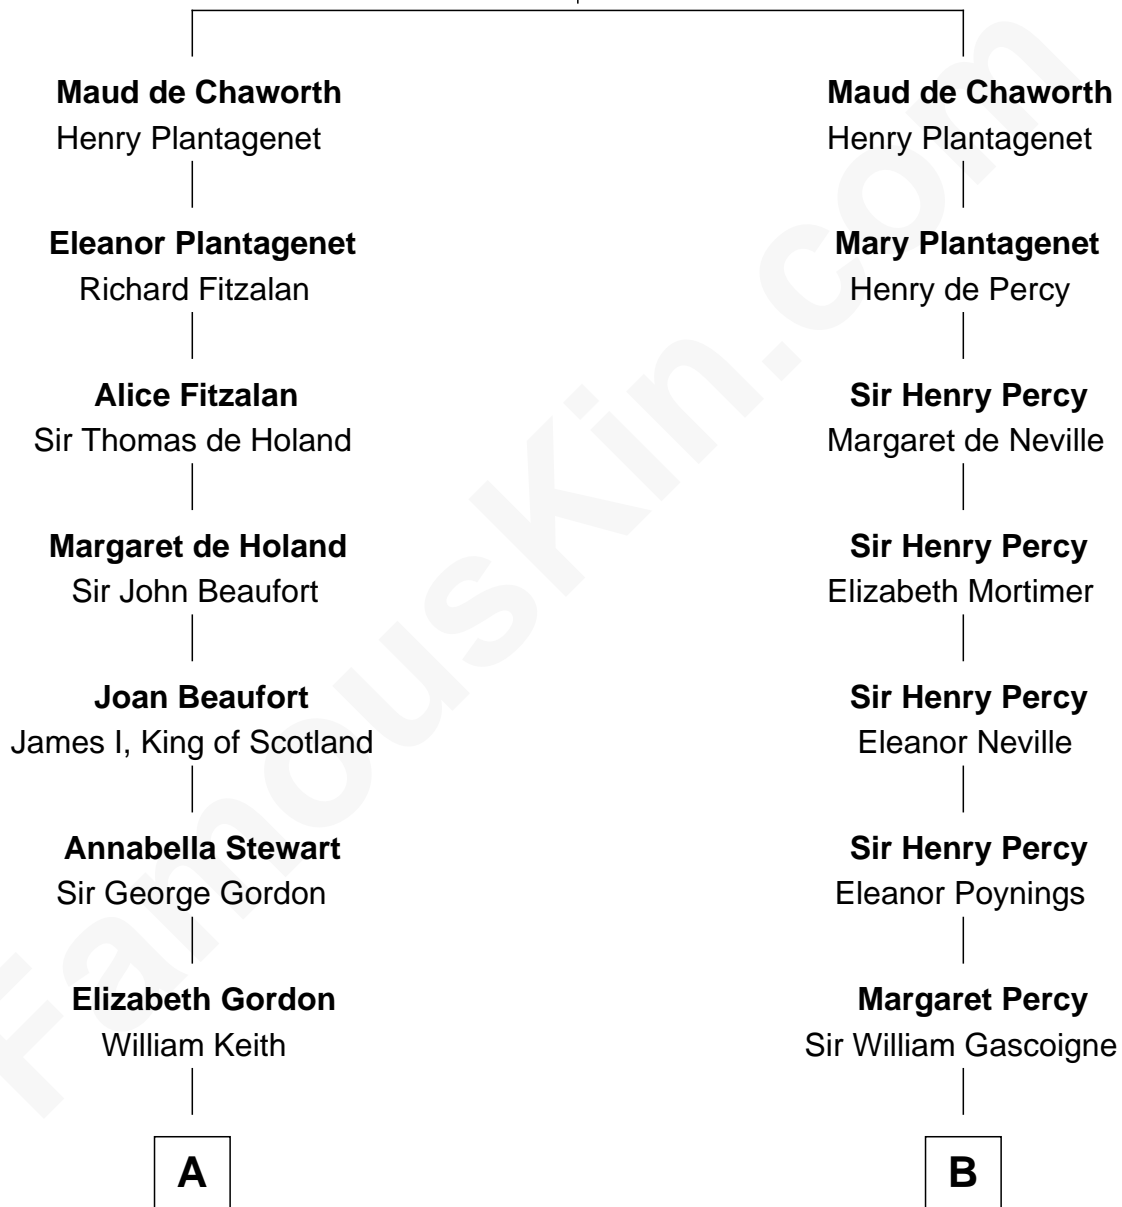 Maud de Chaworth
Henry Plantagenet
Eleanor Plantagenet
Richard Fitzalan
Alice Fitzalan
Sir Thomas de Holand
Margaret de Holand
Sir John Beaufort
Joan Beaufort
James I, King of Scotland
Annabella Stewart
Sir George Gordon
Elizabeth Gordon
William Keith
A
Maud de Chaworth
Henry Plantagenet
Mary Plantagenet
Henry de Percy
Sir Henry Percy
Margaret de Neville
Sir Henry Percy
Elizabeth Mortimer
Sir Henry Percy
Eleanor Neville
Sir Henry Percy
Eleanor Poynings
Margaret Percy
Sir William Gascoigne
B
FamousKin.com